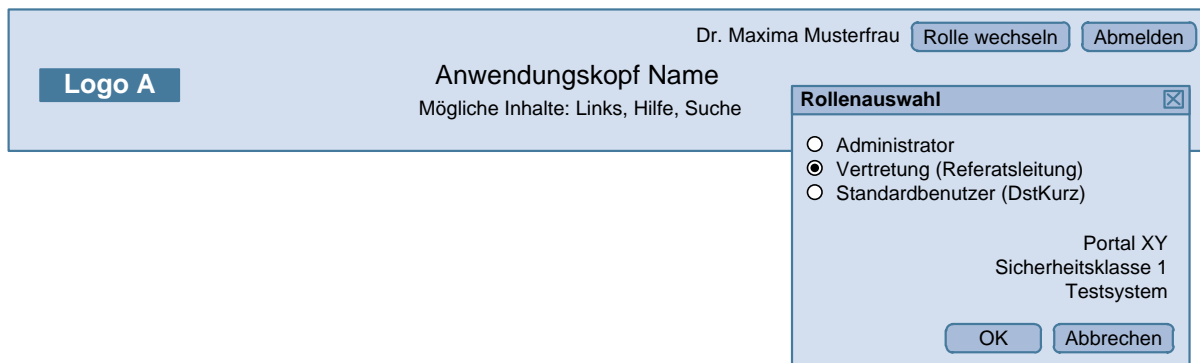 Dr. Maxima Musterfrau Rolle wechseln Abmelden
Logo A
Anwendungskopf Name
Mögliche Inhalte: Links, Hilfe, Suche
Rollenauswahl
Administrator
Vertretung (Referatsleitung)
Standardbenutzer (DstKurz)
Portal XY
Sicherheitsklasse 1
Testsystem
OK Abbrechen